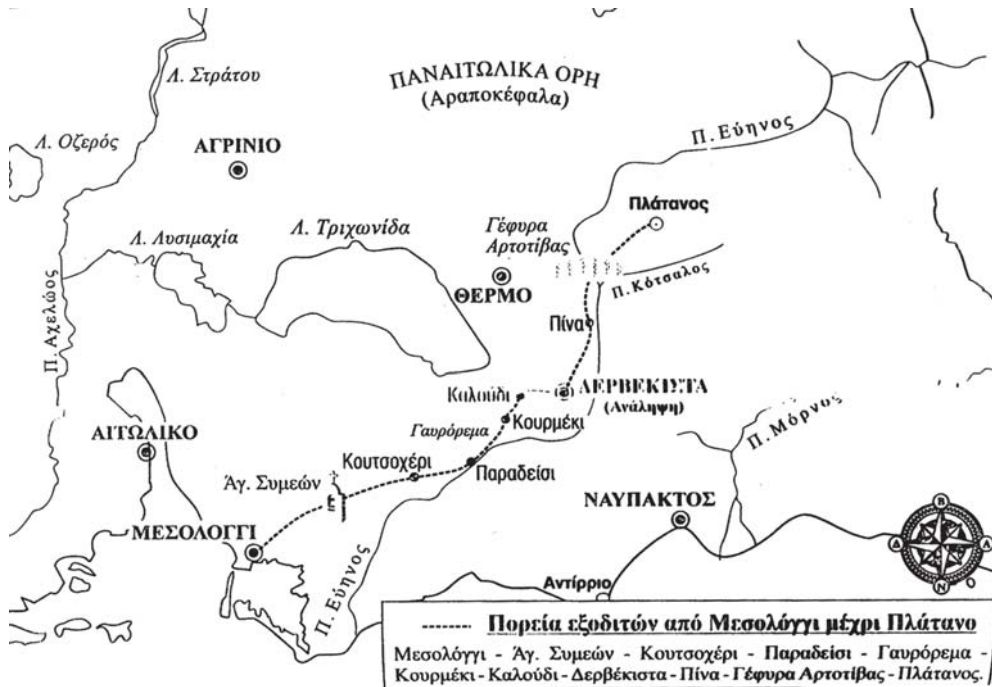 Λ. Στράτου
ΠΑΝΑΙΤΩΛΙΚΑ ΟΡΗ
(Αραποκέφαλα)
Π. Εύηνος
Λ. Οζερός
ΑΓΡΙΝΙΟ
Πλάτανος
Λ. Λυσιμαχία
Λ. Τριχωνίδα
Γέφυρα
Αρτοτίβας
ΘΕΡΜΟ
Π. Κότσαλος
Π. Αχελώος
Πίνα
Καλούδι
ΔΕΡΒΕΚΙΣΤΑ
(Ανάληψη)
Κουρμέκι
Π. Μόρνος
ΑΙΤΩΛΙΚΟ
Γαυρόρεμα
Κουτσοχέρι
Παραδείσι
Άγ. Συμεών
ΝΑΥΠΑΚΤΟΣ
ΜΕΣΟΛΟΓΓΙ
Π. Εύηνος
Αντίρριο
Β
Δ
Α
Ν
Πορεία εξοδιτών από Μεσολόγγι μέχρι Πλάτανο
Μεσολόγγι - Άγ. Συμεών - Κουτσοχέρι - Παραδείσι - Γαυρόρεμα -
Κουρμέκι - Καλούδι - Δερβέκιστα - Πίνα - Γέφυρα Αρτοτίβας - Πλάτανος.